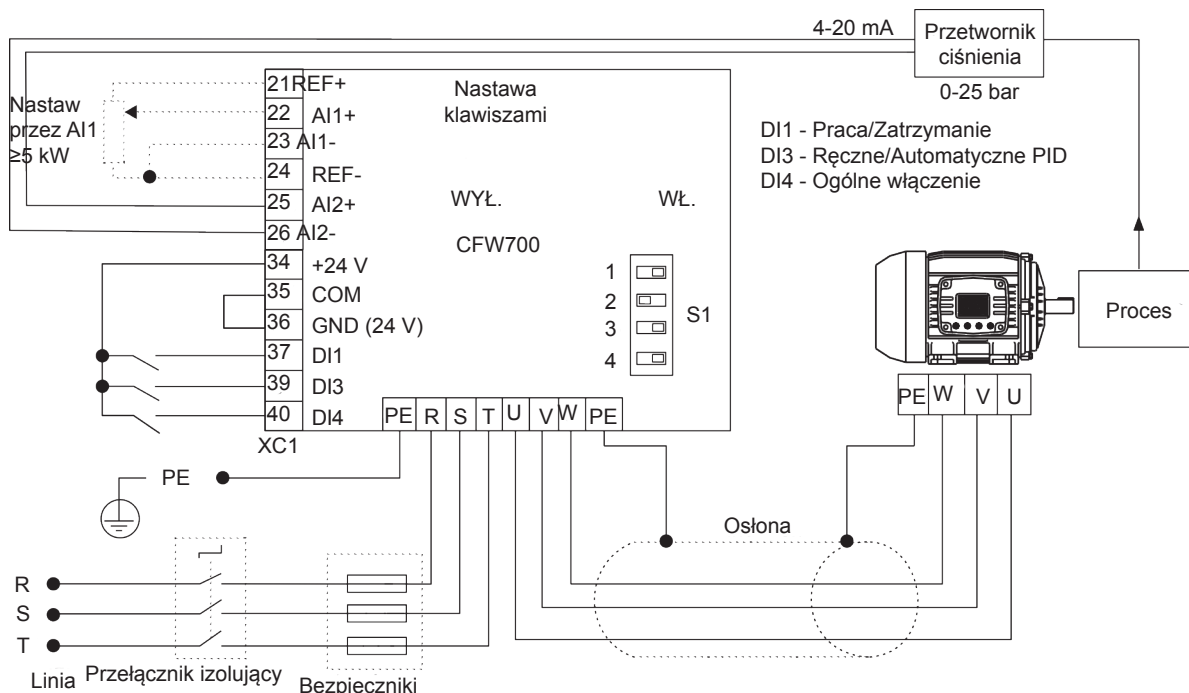 4-20 mA
Przetwornik
ciśnienia
0-25 bar
Nastaw
przez AI1
≥5 kW
21 REF+
22 AI1+
23 AI1-
24 REF-
25 AI2+
26 AI2-
34 +24 V
35 COM
36 GND (24 V)
37 DI1
39 DI3
40 DI4
XC1
Nastawa
klawiszami
WYŁ. WŁ.
CFW700
1
2
3
4
S1
DI1 - Praca/Zatrzymanie
DI3 - Ręczne/Automatyczne PID
DI4 - Ogólne włączenie
Proces
PE R S T U V W PE
PE W V U
PE
Osłona
R
S
T
Linia
Przełącznik izolujący
Bezpieczniki